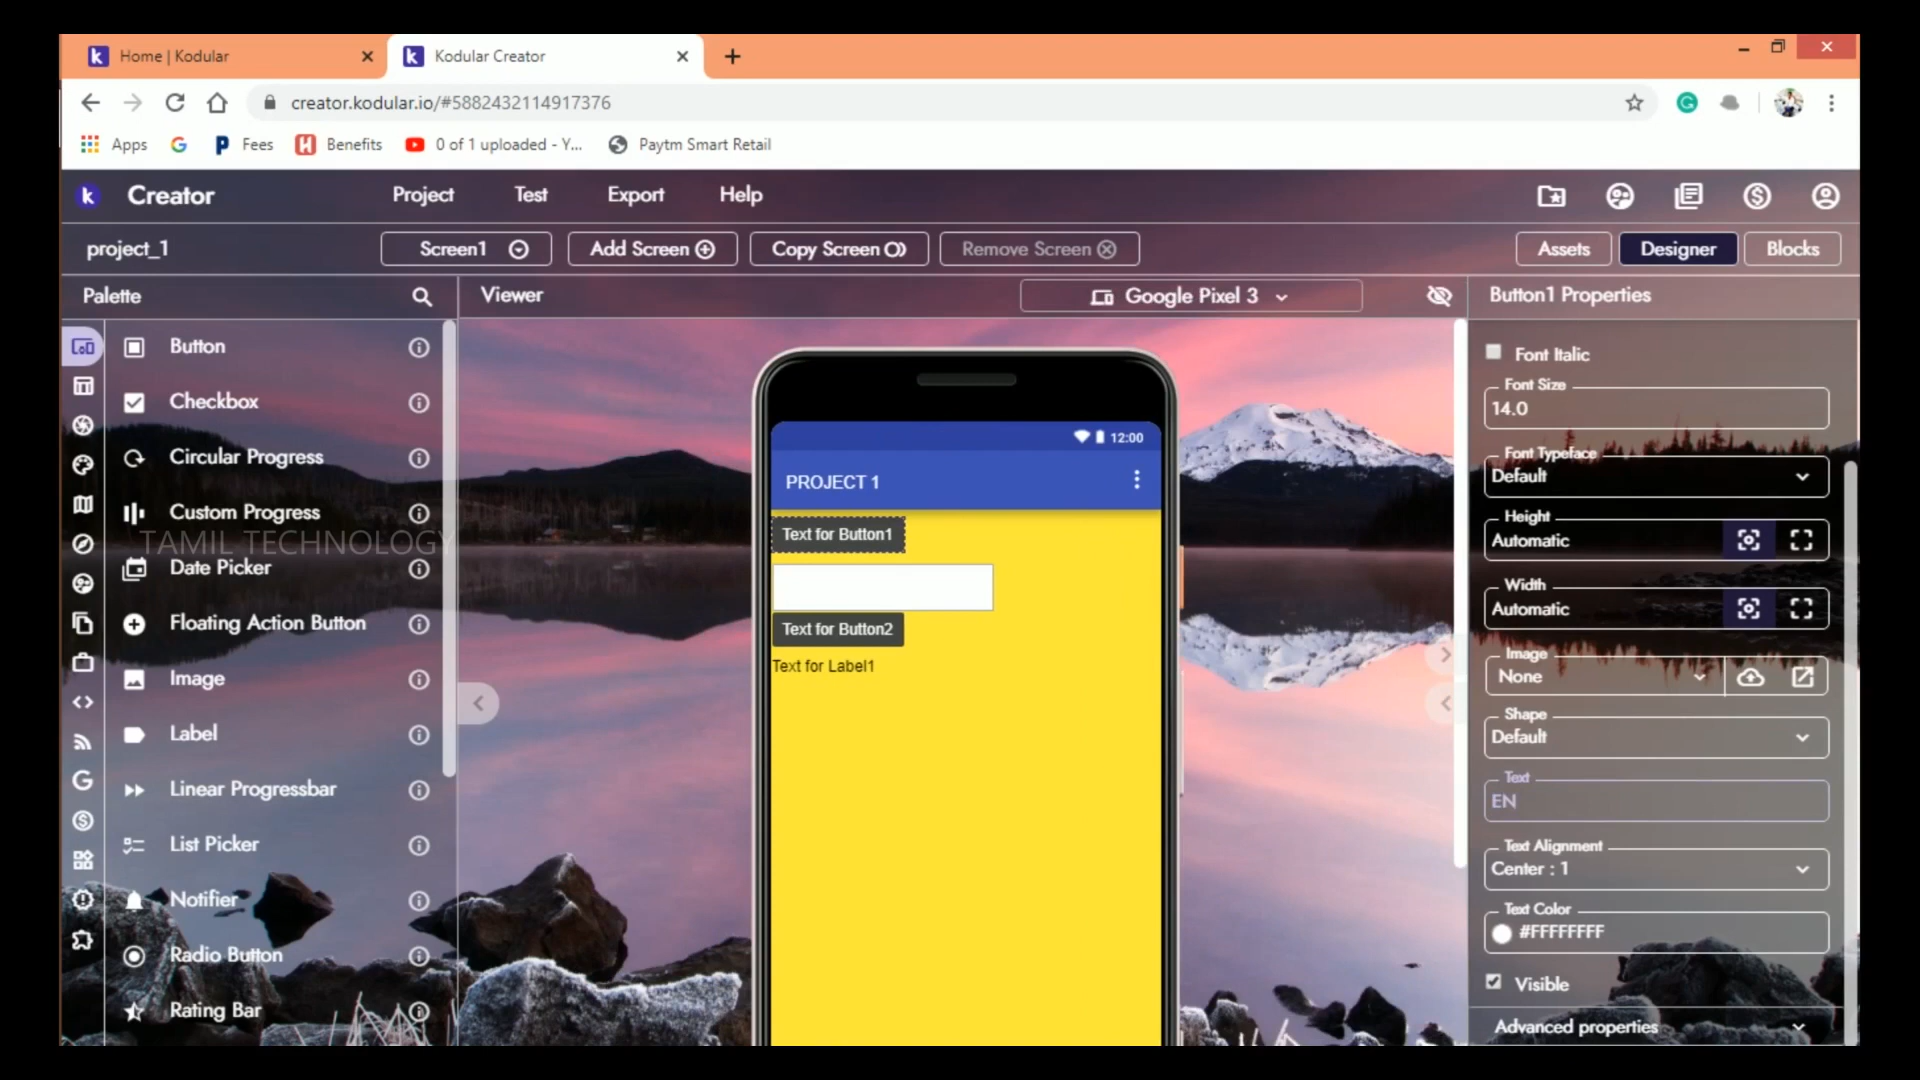 Home | Kodular
Kodular Creator
creator.kodular.io/#5882432114917376
Apps
Fees
Benefits
0 of 1 uploaded - Y...
Paytm Smart Retail
Creator
Project
Test
Export
Help
project_1
Screen1
Add Screen
Copy Screen
Remove Screen
Assets
Designer
Blocks
Palette
Viewer
Google Pixel 3
Button1 Properties
Button
Checkbox
Circular Progress
Custom Progress
TAMIL TECHNOLOGY
Date Picker
Floating Action Button
Image
Label
Linear Progressbar
List Picker
Notifier
Radio Button
Rating Bar
12:00
PROJECT 1
Text for Button1
Text for Button2
Text for Label1
Font Italic
Font Size
14.0
Font Typeface
Default
Height
Automatic
Width
Automatic
Image
None
Shape
Default
Text
EN
Text Alignment
Center : 1
Text Color
#FFFFFFFF
Visible
Advanced properties